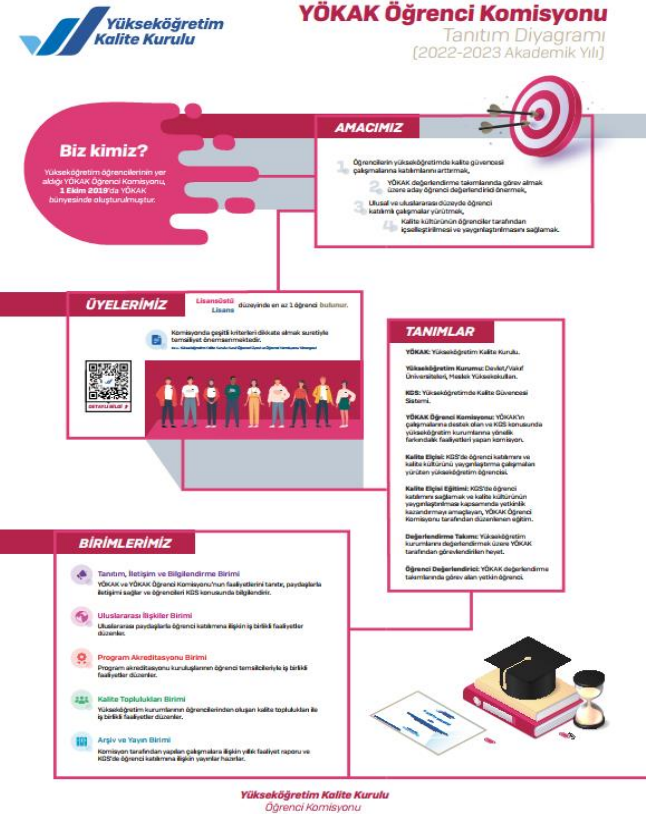 Yükseköğretim
Kalite Kurulu
YÖKAK Öğrenci Komisyonu
Tanıtım Diyagramı
(2022-2023 Akademik Yılı)
Biz kimiz?
Yükseköğretim öğrencilerinin yer
aldığı YÖKAK Öğrenci Komisyonu,
1 Ekim 2019'da YÖKAK
bünyesinde oluşturulmuştur.
AMACIMIZ
1. Öğrencilerin yükseköğretimde kalite güvencesi
çalışmalarına katılımlarını arttırmak,
2. YÖKAK değerlendirme takımlarında görev almak
üzere aday öğrenci değerlendirici önermek,
3. Ulusal ve uluslararası düzeyde öğrenci
katılımlı çalışmalar yürütmek,
4. Kalite kültürünün öğrenciler tarafından
içselleştirilmesi ve yaygınlaştırılmasını sağlamak.
ÜYELERİMİZ
Lisansüstü
Lisans
düzeyinde en az 1 öğrenci bulunur.
Komisyonda çeşitli kriterleri dikkate almak suretiyle
temsiliyet önemsenmektedir.
DETAYLI BİLGİ
TANIMLAR
YÖKAK: Yükseköğretim Kalite Kurulu.
Yükseköğretim Kurumu: Devlet/Vakıf
Üniversiteleri, Meslek Yüksekokulları.
KGS: Yükseköğretimde Kalite Güvencesi
Sistemi.
YÖKAK Öğrenci Komisyonu: YÖKAK'ın
çalışmalarına destek olan ve KGS konusunda
yükseköğretim kurumlarına yönelik
farkındalık faaliyetleri yapan komisyon.
Kalite Elçisi: KGS'de öğrenci katılımını ve
kalite kültürünü yaygınlaştırma çalışmaları
yürüten yükseköğretim öğrencisi.
Kalite Elçisi Eğitimi: KGS'de öğrenci
katılımını sağlamak ve kalite kültürünün
yaygınlaştırılması kapsamında yetkinlik
kazandırmayı amaçlayan, YÖKAK Öğrenci
Komisyonu tarafından düzenlenen eğitim.
Değerlendirme Takımı: Yükseköğretim
kurumlarını değerlendirmek üzere YÖKAK
tarafından görevlendirilen heyet.
Öğrenci Değerlendirici: YÖKAK değerlendirme
takımlarında görev alan yetkin öğrenci.
BİRİMLERİMİZ
Tanıtım, İletişim ve Bilgilendirme Birimi
YÖKAK ve YÖKAK Öğrenci Komisyonu'nun faaliyetlerini tanıtır, paydaşlarla
iletişimi sağlar ve öğrencileri KGS konusunda bilgilendirir.
Uluslararası İlişkiler Birimi
Uluslararası paydaşlarla öğrenci katılımına ilişkin iş birlikli faaliyetler
düzenler.
Program Akreditasyonu Birimi
Program akreditasyonu kuruluşlarının öğrenci temsilcileriyle iş birlikli
faaliyetler düzenler.
Kalite Toplulukları Birimi
Yükseköğretim kurumlarının öğrencilerinden oluşan kalite toplulukları ile
iş birlikli faaliyetler düzenler.
Arşiv ve Yayın Birimi
Komisyon tarafından yapılan çalışmalara ilişkin yıllık faaliyet raporu ve
KGS'de öğrenci katılımına ilişkin yayınlar hazırlar.
Yükseköğretim Kalite Kurulu
Öğrenci Komisyonu